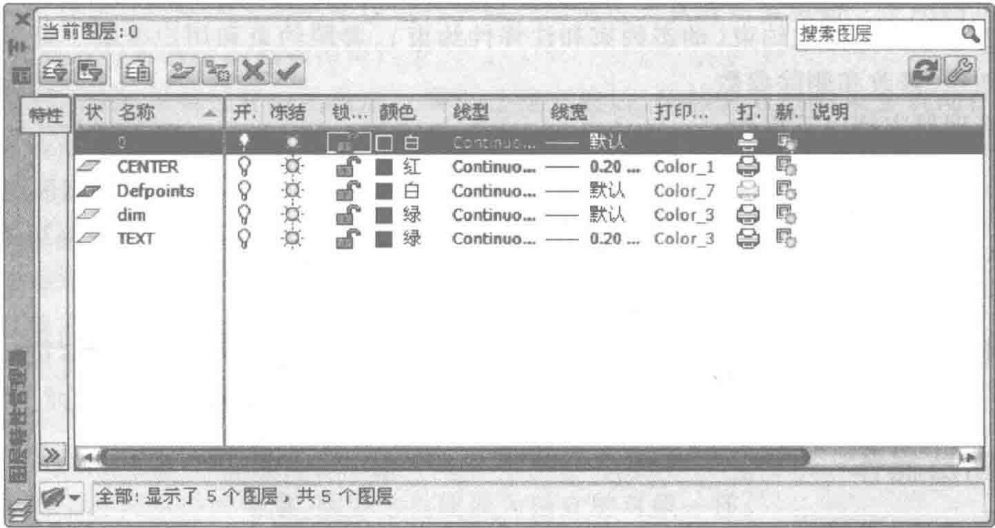 当前图层:0
搜索图层
特性
状 名称 开. 冻结 锁... 颜色 线型 线宽 打印... 打. 新. 说明
0 白 Continuo... —— 默认
CENTER 红 Continuo... —— 0.20 ... Color_1
Defpoints 白 Continuo... —— 默认 Color_7
dim 绿 Continuo... —— 默认 Color_3
TEXT 绿 Continuo... —— 0.20 ... Color_3
图层特性管理器
全部: 显示了 5 个图层，共 5 个图层